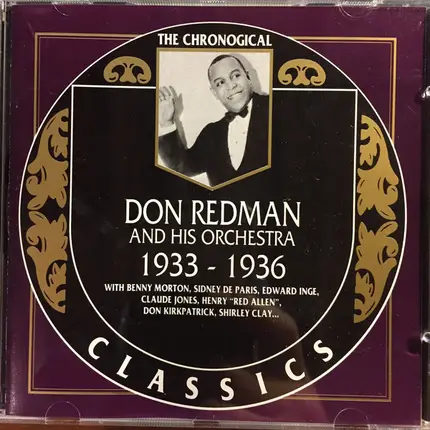 THE CHRONOGICAL
DON REDMAN
AND HIS ORCHESTRA
1933 - 1936
WITH BENNY MORTON, SIDNEY DE PARIS, EDWARD INGE,
CLAUDE JONES, HENRY "RED ALLEN",
DON KIRKPATRICK, SHIRLEY CLAY...
CLASSICS